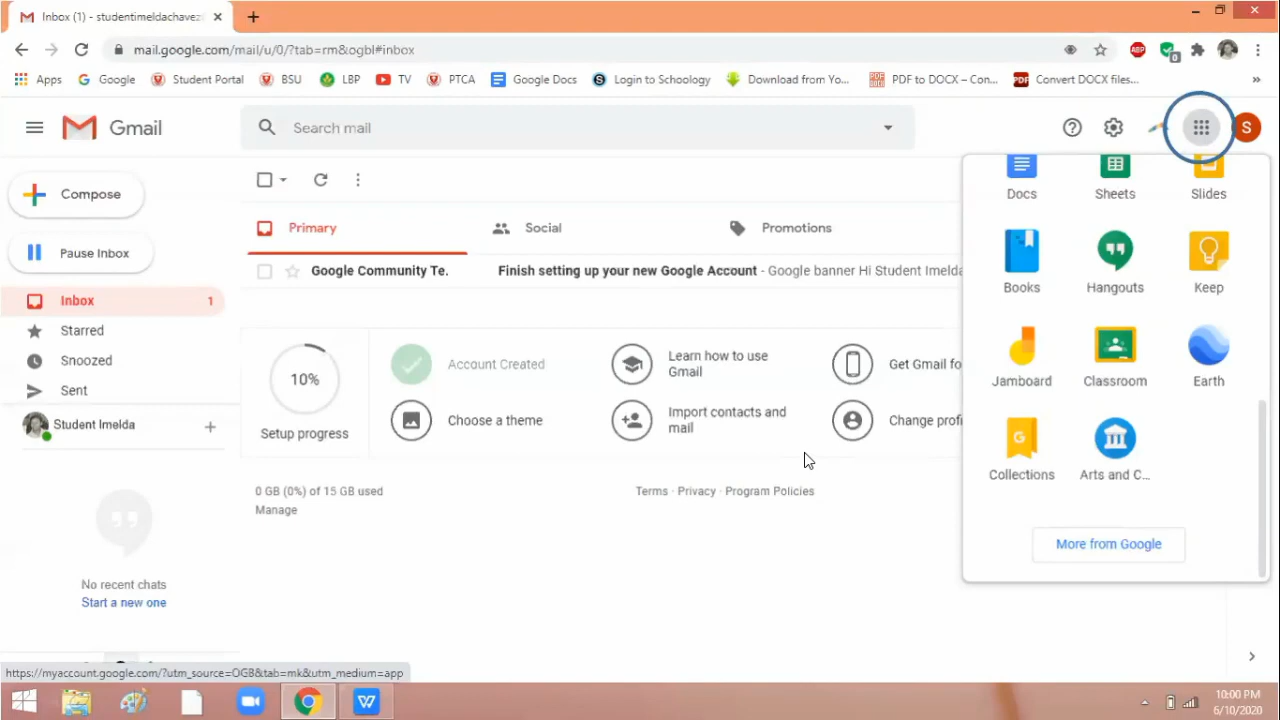 Inbox (1) - studentimeldachavez
mail.google.com/mail/u/0/?tab=rm&ogbl#inbox
Apps Google Student Portal BSU LBP TV PTCA Google Docs Login to Schoology Download from Yo... PDF to DOCX – Con... Convert DOCX files... »
Gmail
Search mail
S
Compose
Pause Inbox
Inbox 1
Starred
Snoozed
Sent
Student Imelda
No recent chats
Start a new one
Primary Social Promotions
Google Community Te. Finish setting up your new Google Account - Google banner Hi Student Imelda
10%
Setup progress
Account Created
Choose a theme
Learn how to use
Gmail
Import contacts and
mail
Get Gmail fo
Change profi
0 GB (0%) of 15 GB used
Manage
Terms · Privacy · Program Policies
Docs Sheets Slides
Books Hangouts Keep
Jamboard Classroom Earth
Collections Arts and C...
More from Google
https://myaccount.google.com/?utm_source=OGB&tab=mk&utm_medium=app
10:00 PM
6/10/2020